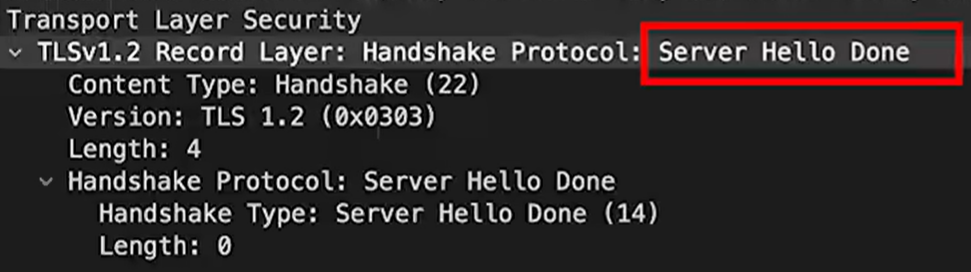 Transport Layer Security
TLSv1.2 Record Layer: Handshake Protocol: Server Hello Done
Content Type: Handshake (22)
Version: TLS 1.2 (0x0303)
Length: 4
Handshake Protocol: Server Hello Done
Handshake Type: Server Hello Done (14)
Length: 0